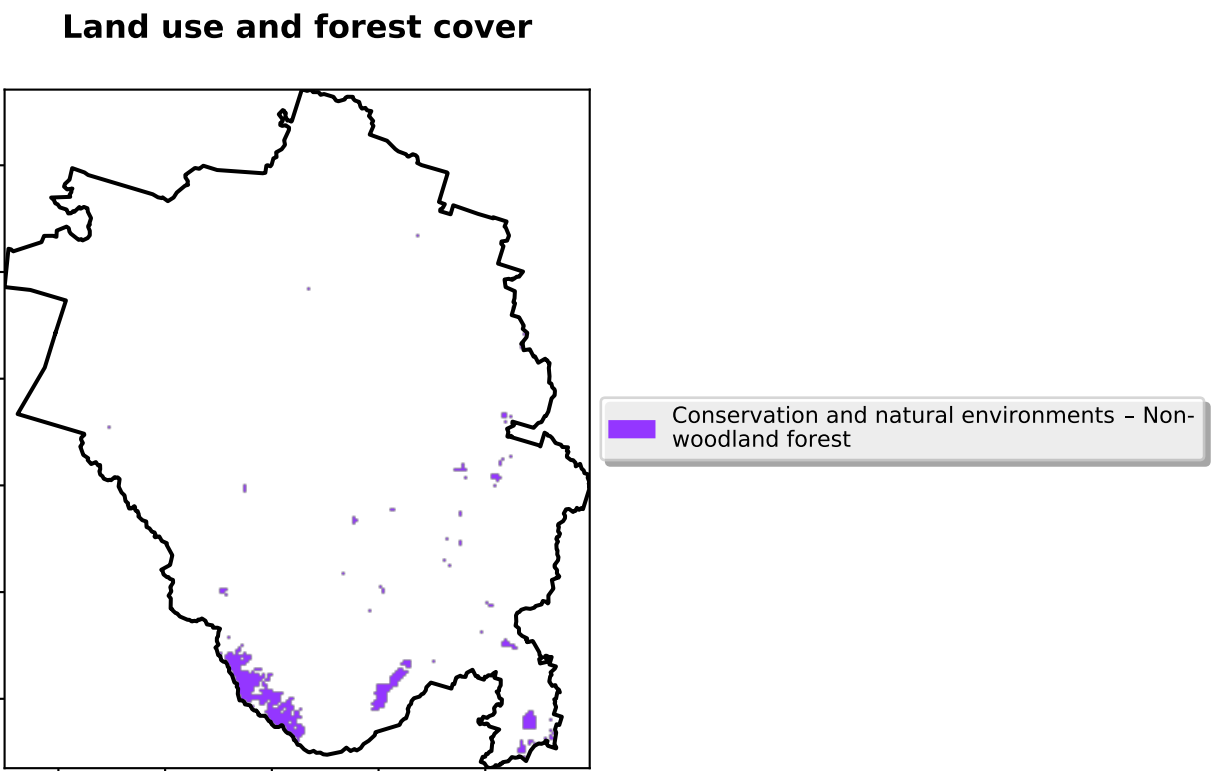 Land use and forest cover
Conservation and natural environments – Non-
woodland forest